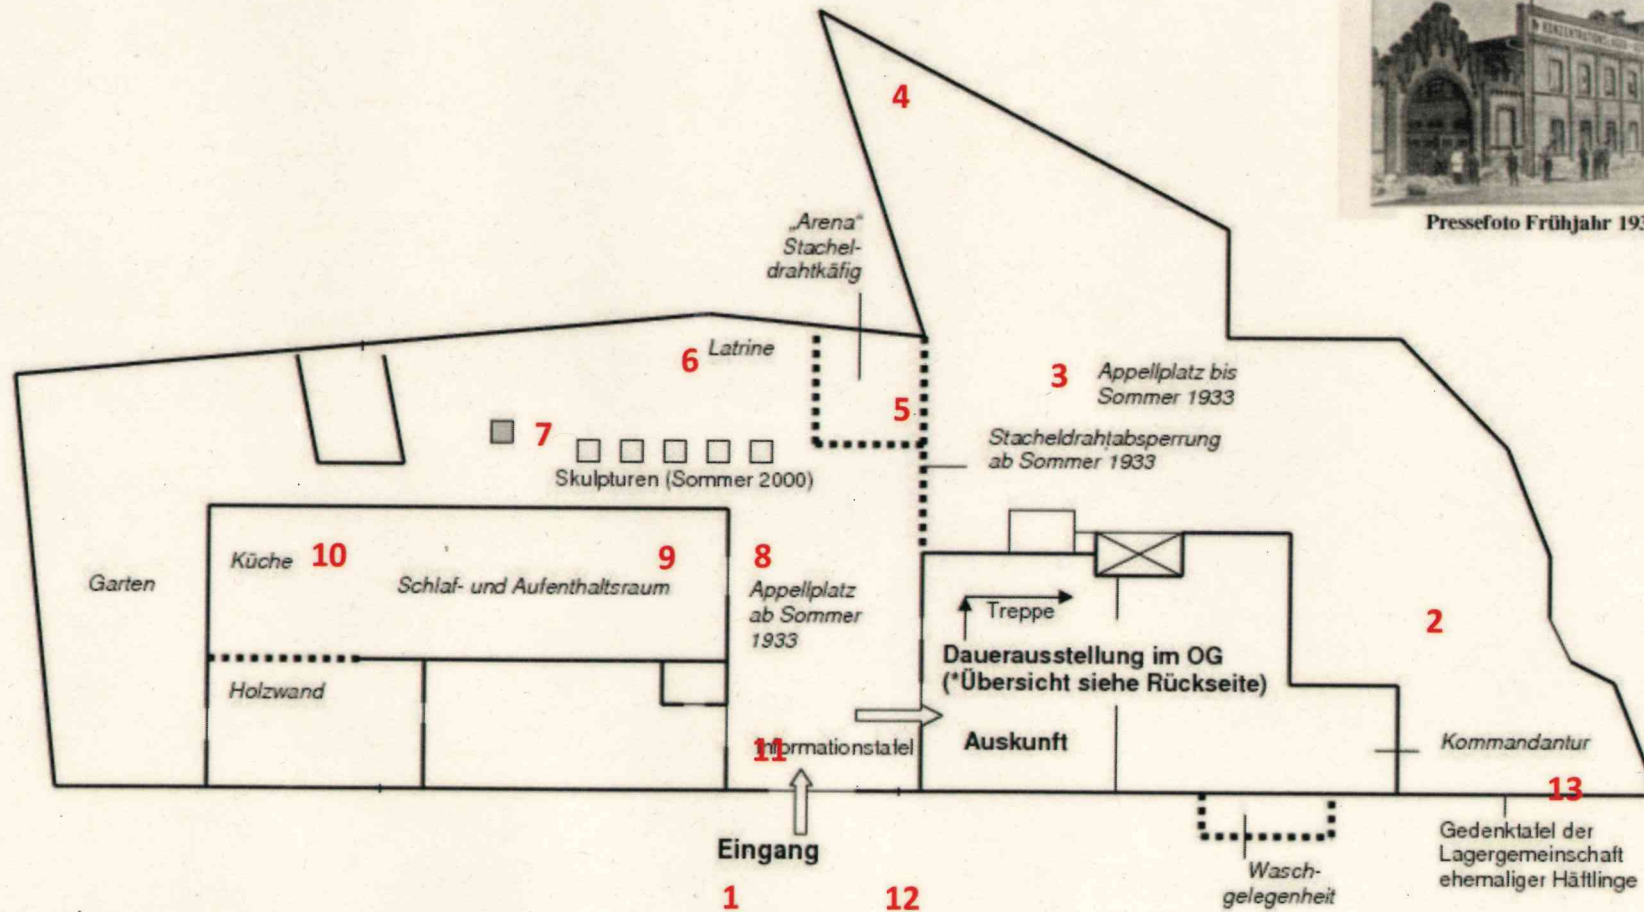 4
KONZENTRATIONSLAGER
Pressefoto Frühjahr 193
„Arena“
Stachel-
drahtkäfig
6 Latrine
5
3 Appellplatz bis
Sommer 1933
Stacheldrahtabsperrung
ab Sommer 1933
7
Skulpturen (Sommer 2000)
Garten
Küche 10
9
Schlaf- und Aufenthaltsraum
Holzwand
8
Appellplatz
ab Sommer
1933
Treppe
Dauerausstellung im OG
(*Übersicht siehe Rückseite)
Auskunft
2
11
Informationstafel
Kommandantur
13
Eingang
1
12
Wasch-
gelegenheit
Gedenktafel der
Lagergemeinschaft
ehemaliger Häftlinge